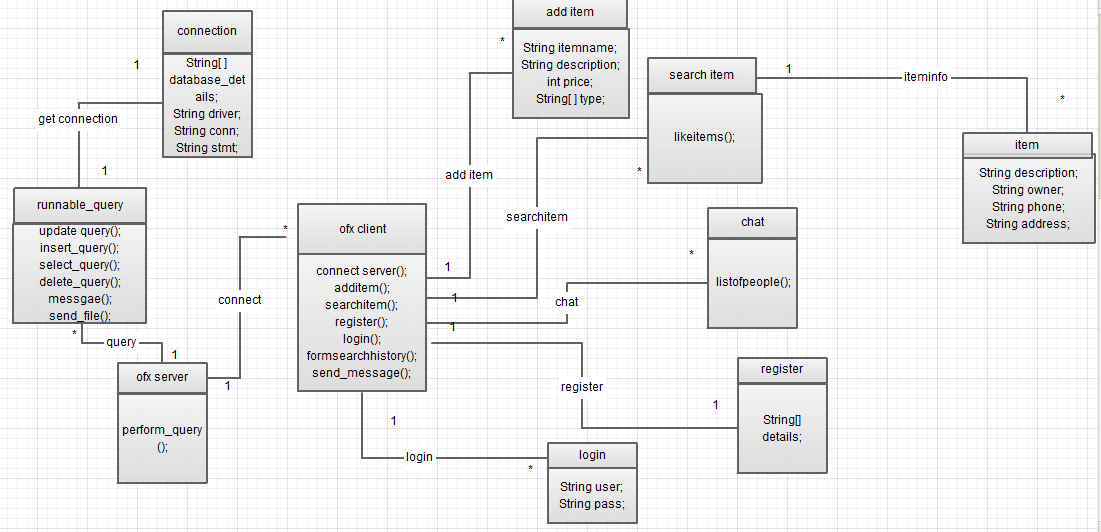 connection
String[ ]
database_det
ails;
String driver;
String conn;
String stmt;
1
get connection
1
runnable_query
update query();
insert_query();
select_query();
delete_query();
messgae();
send_file();
*
query
1
ofx server
perform_query
();
1
connect
*
ofx client
connect server();
additem();
searchitem();
register();
login();
formsearchhistory();
send_message();
add item
String itemname;
String description;
int price;
String[ ] type;
*
add item
1
search item
likeitems();
*
searchitem
1
1
iteminfo
*
item
String description;
String owner;
String phone;
String address;
chat
listofpeople();
*
chat
1
register
String[]
details;
1
register
1
login
*
login
String user;
String pass;